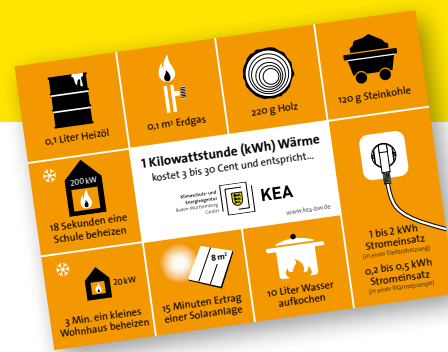 0,1 Liter Heizöl
0,1 m³ Erdgas
220 g Holz
120 g Steinkohle
200 kW
18 Sekunden eine
Schule beheizen
1 Kilowattstunde (kWh) Wärme
kostet 3 bis 30 Cent und entspricht...
Klimaschutz- und
Energieagentur
Baden-Württemberg
GmbH
KEA
www.kea-bw.de
1 bis 2 kWh
Stromeinsatz
(in einer Elektroheizung)
0,2 bis 0,5 kWh
Stromeinsatz
(in einer Wärmepumpe)
20 kW
3 Min. ein kleines
Wohnhaus beheizen
8 m²
15 Minuten Ertrag
einer Solaranlage
10 Liter Wasser
aufkochen